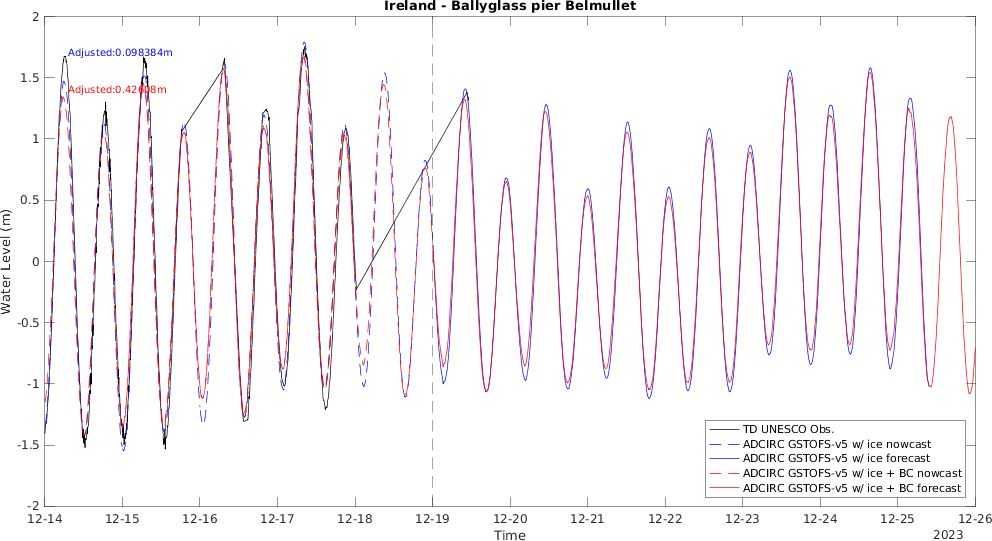 Ireland - Ballyglass pier Belmullet
Adjusted:0.098384m
Adjusted:0.42608m
2
1.5
1
0.5
0
-0.5
-1
-1.5
-2
Water Level (m)
TD UNESCO Obs.
ADCIRC GSTOFS-v5 w/ ice nowcast
ADCIRC GSTOFS-v5 w/ ice forecast
ADCIRC GSTOFS-v5 w/ ice + BC nowcast
ADCIRC GSTOFS-v5 w/ ice + BC forecast
12-14 12-15 12-16 12-17 12-18 12-19 12-20 12-21 12-22 12-23 12-24 12-25 12-26
Time
2023